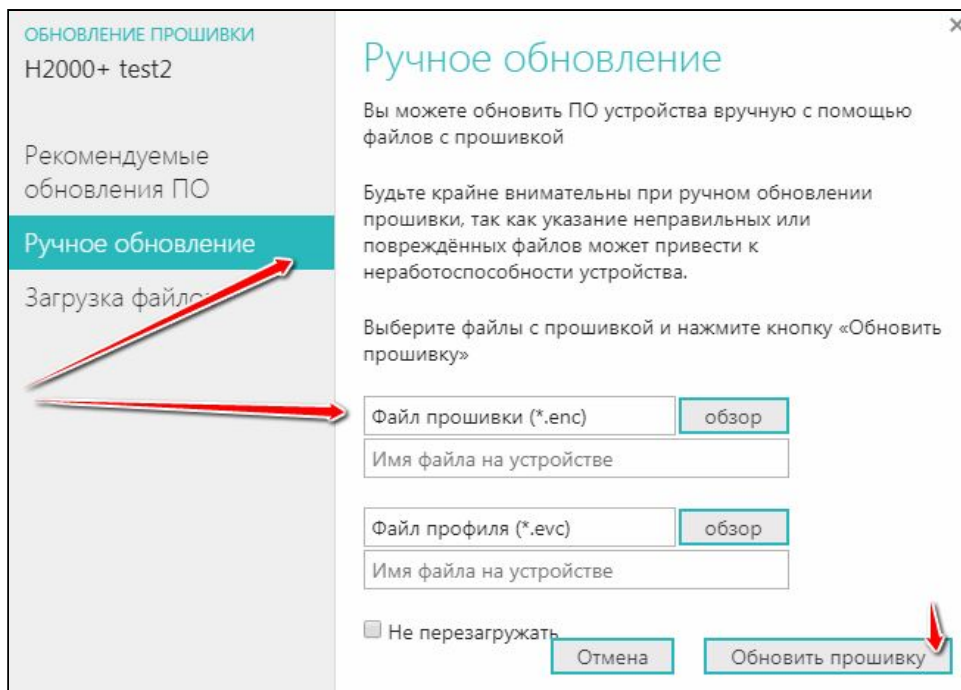 ОБНОВЛЕНИЕ ПРОШИВКИ
H2000+ test2
Рекомендуемые
обновления ПО
Ручное обновление
Загрузка
Ручное обновление
Вы можете обновить ПО устройства вручную с помощью
файлов с прошивкой
Будьте крайне внимательны при ручном обновлении
прошивки, так как указание неправильных или
повреждённых файлов может привести к
неработоспособности устройства.
Выберите файлы с прошивкой и нажмите кнопку «Обновить
прошивку»
Файл прошивки (*.enc)
обзор
Имя файла на устройстве
Файл профиля (*.evc)
обзор
Имя файла на устройстве
Не перезагружать
Отмена
Обновить прошивку